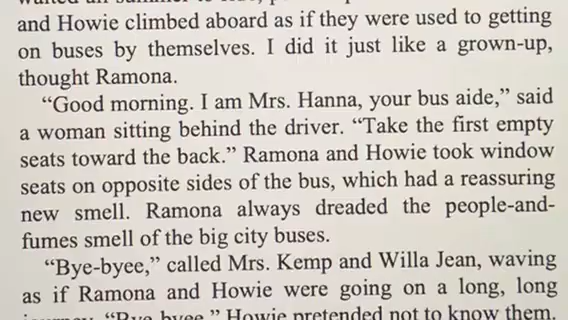 and Howie climbed aboard as if they were used to getting
on buses by themselves. I did it just like a grown-up,
thought Ramona.
“Good morning. I am Mrs. Hanna, your bus aide,” said
a woman sitting behind the driver. “Take the first empty
seats toward the back.” Ramona and Howie took window
seats on opposite sides of the bus, which had a reassuring
new smell. Ramona always dreaded the people-and-
fumes smell of the big city buses.
“Bye-byee,” called Mrs. Kemp and Willa Jean, waving
as if Ramona and Howie were going on a long, long
journey. “Bye-byee.” Howie pretended not to know them.